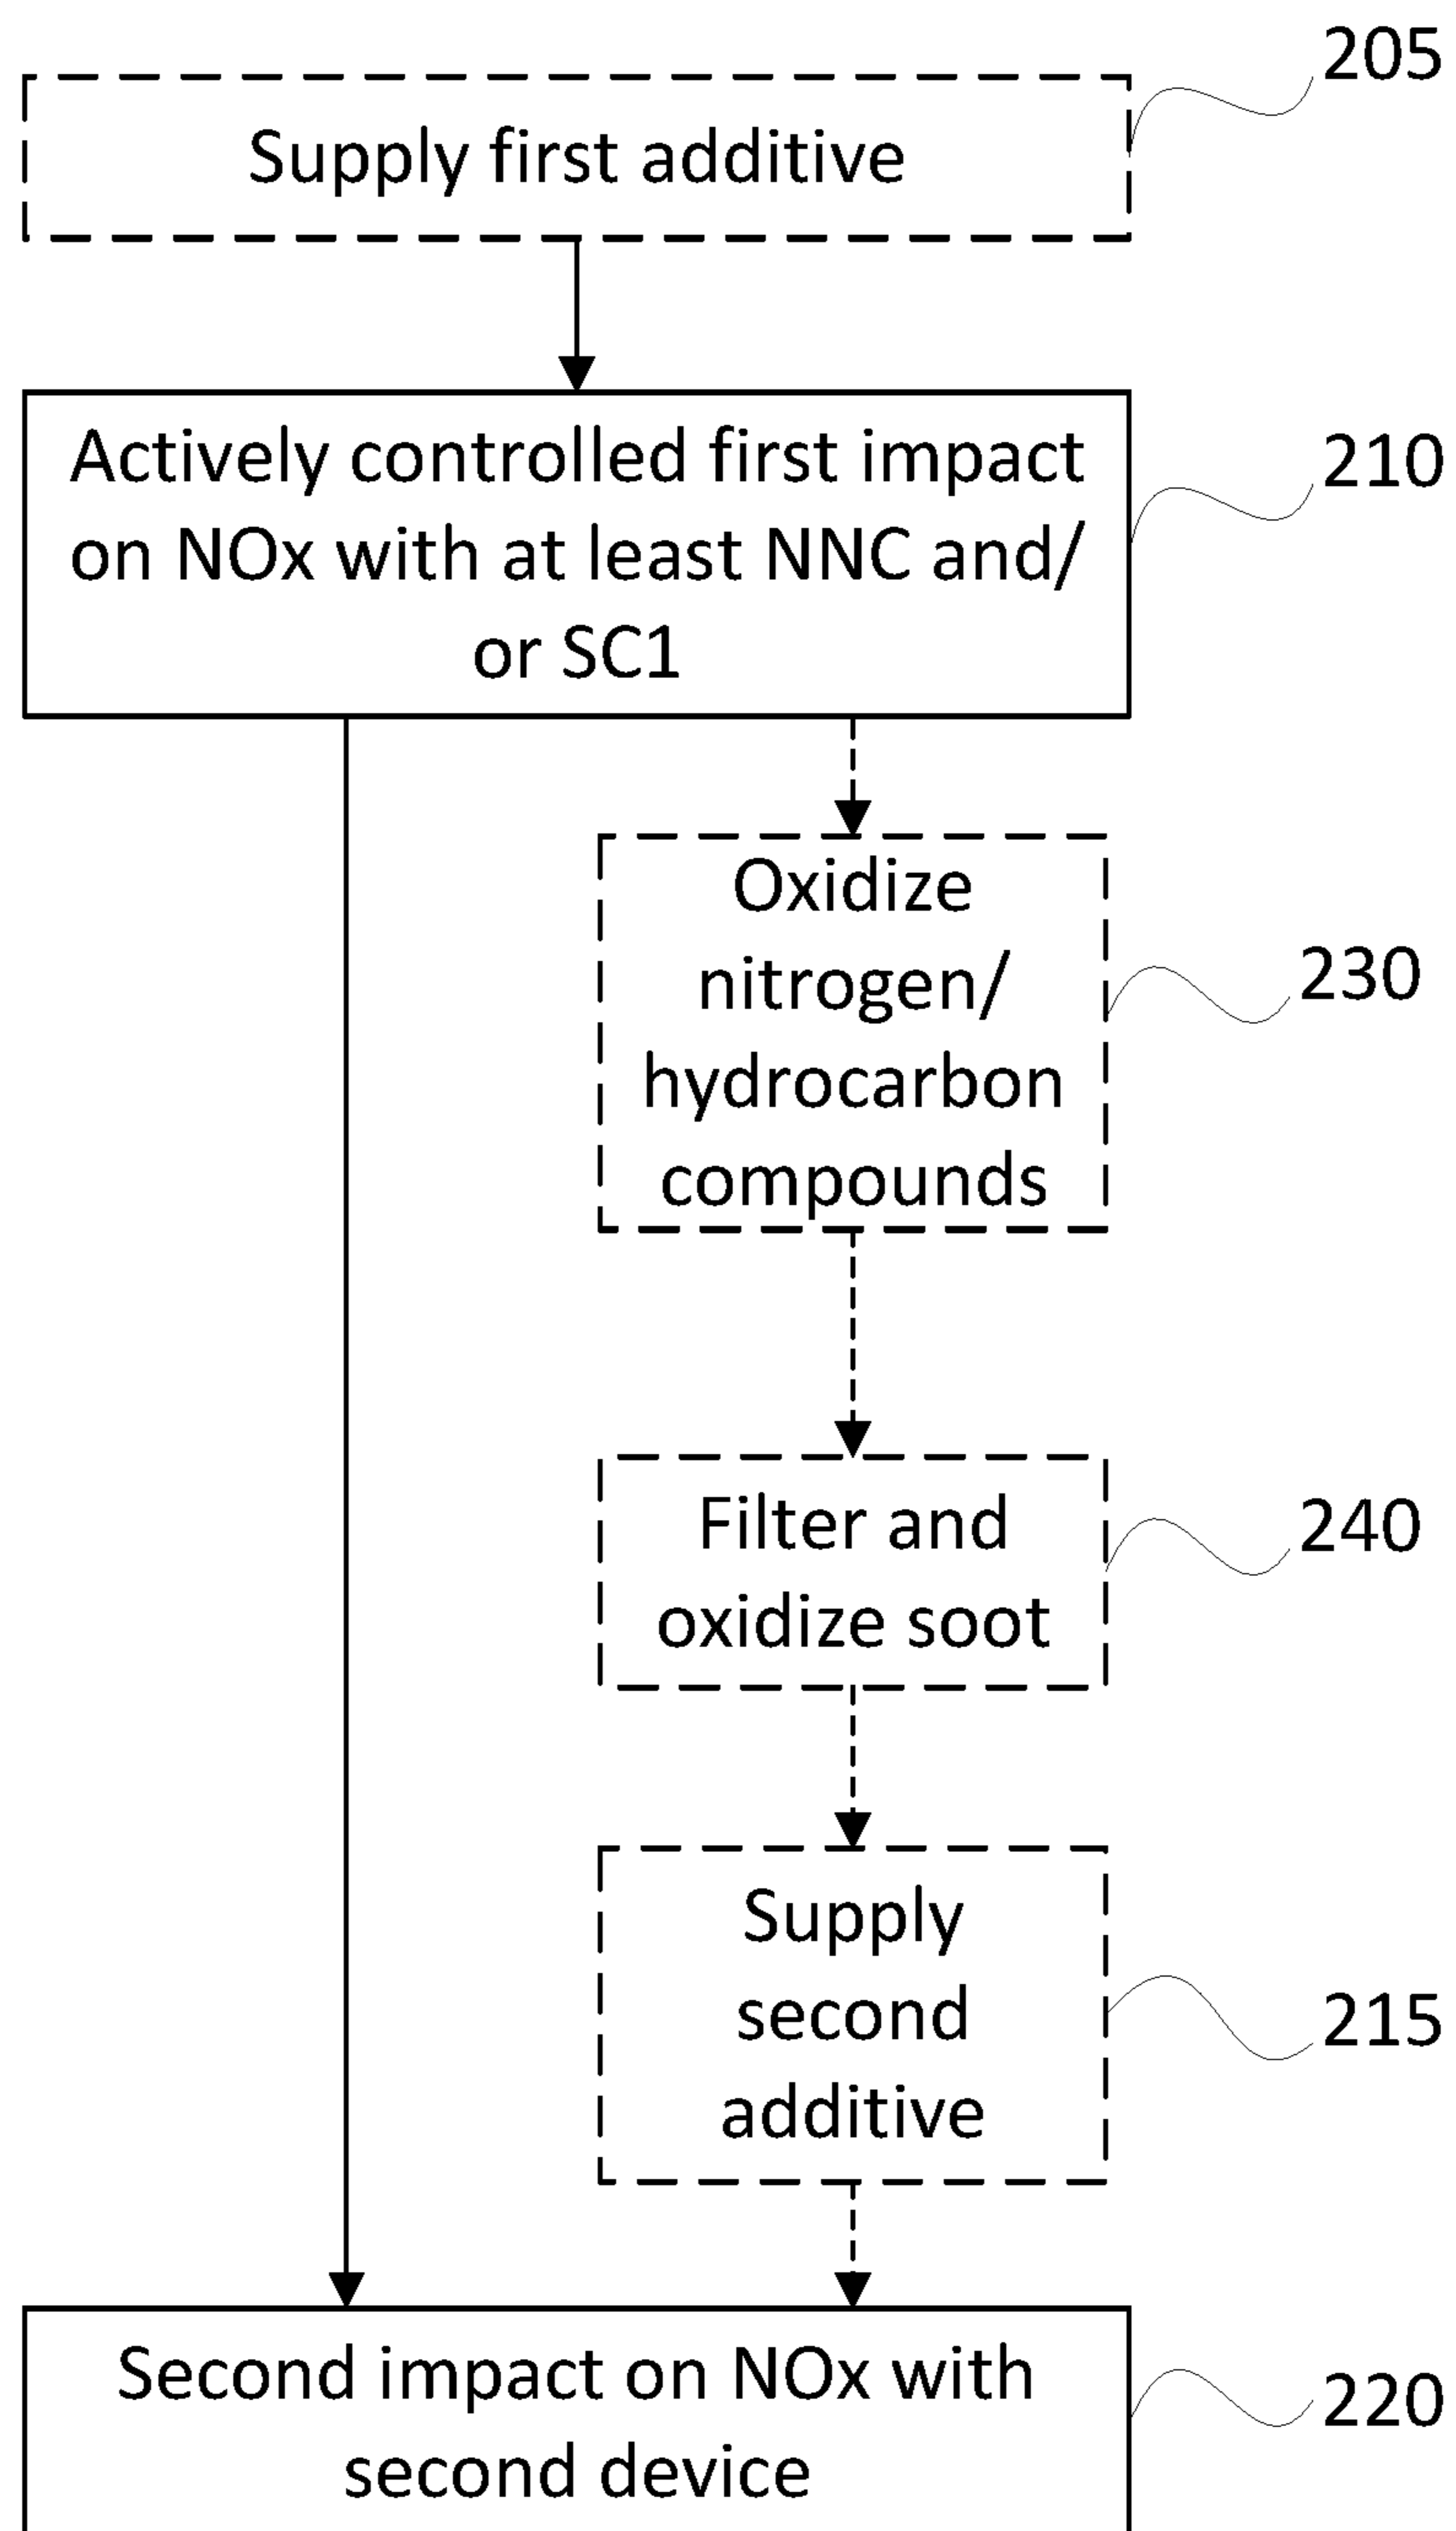 205
Supply first additive
Actively controlled first impact
on NOx with at least NNC and/
or SC1
210
Oxidize
nitrogen/
hydrocarbon
compounds
230
Filter and
oxidize soot
240
Supply
second
additive
215
Second impact on NOx with
second device
220